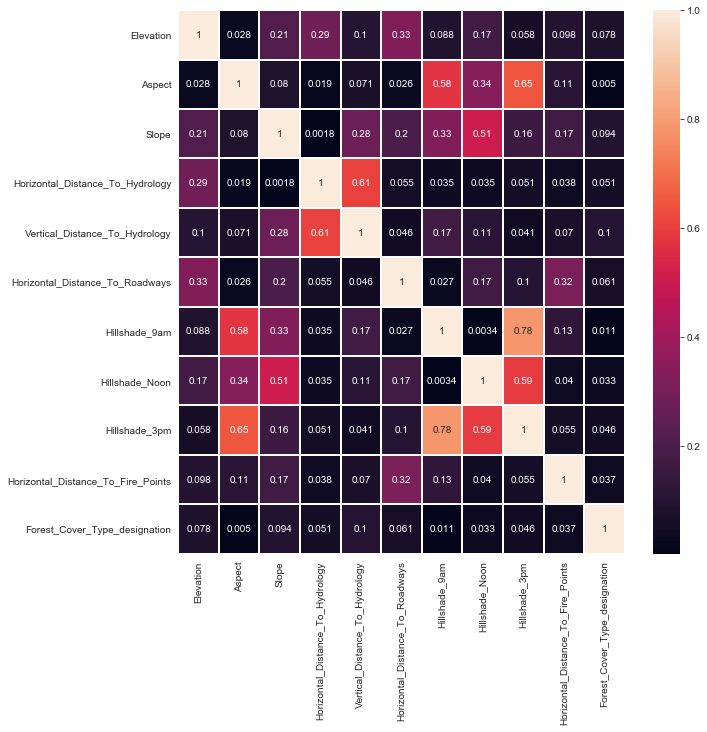 Elevation 1 0.028 0.21 0.29 0.1 0.33 0.088 0.17 0.058 0.098 0.078
Aspect 0.028 1 0.08 0.019 0.071 0.026 0.58 0.34 0.65 0.11 0.005
Slope 0.21 0.08 1 0.0018 0.28 0.2 0.33 0.51 0.16 0.17 0.094
Horizontal_Distance_To_Hydrology 0.29 0.019 0.0018 1 0.61 0.055 0.035 0.035 0.051 0.038 0.051
Vertical_Distance_To_Hydrology 0.1 0.071 0.28 0.61 1 0.046 0.17 0.11 0.041 0.07 0.1
Horizontal_Distance_To_Roadways 0.33 0.026 0.2 0.055 0.046 1 0.027 0.17 0.1 0.32 0.061
Hillshade_9am 0.088 0.58 0.33 0.035 0.17 0.027 1 0.0034 0.78 0.13 0.011
Hillshade_Noon 0.17 0.34 0.51 0.035 0.11 0.17 0.0034 1 0.59 0.04 0.033
Hillshade_3pm 0.058 0.65 0.16 0.051 0.041 0.1 0.78 0.59 1 0.055 0.046
Horizontal_Distance_To_Fire_Points 0.098 0.11 0.17 0.038 0.07 0.32 0.13 0.04 0.055 1 0.037
Forest_Cover_Type_designation 0.078 0.005 0.094 0.051 0.1 0.061 0.011 0.033 0.046 0.037 1
Elevation
Aspect
Slope
Horizontal_Distance_To_Hydrology
Vertical_Distance_To_Hydrology
Horizontal_Distance_To_Roadways
Hillshade_9am
Hillshade_Noon
Hillshade_3pm
Horizontal_Distance_To_Fire_Points
Forest_Cover_Type_designation
1.0
0.8
0.6
0.4
0.2